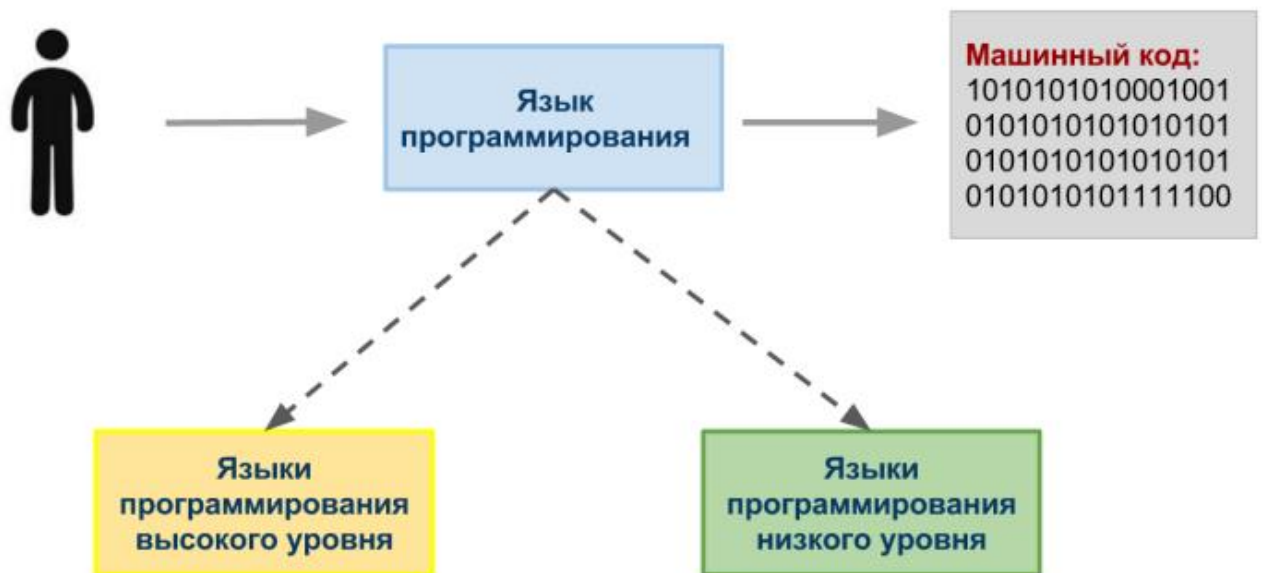 Язык
программирования
Машинный код:
1010101010001001
0101010101010101
0101010101010101
0101010101111100
Языки
программирования
высокого уровня
Языки
программирования
низкого уровня